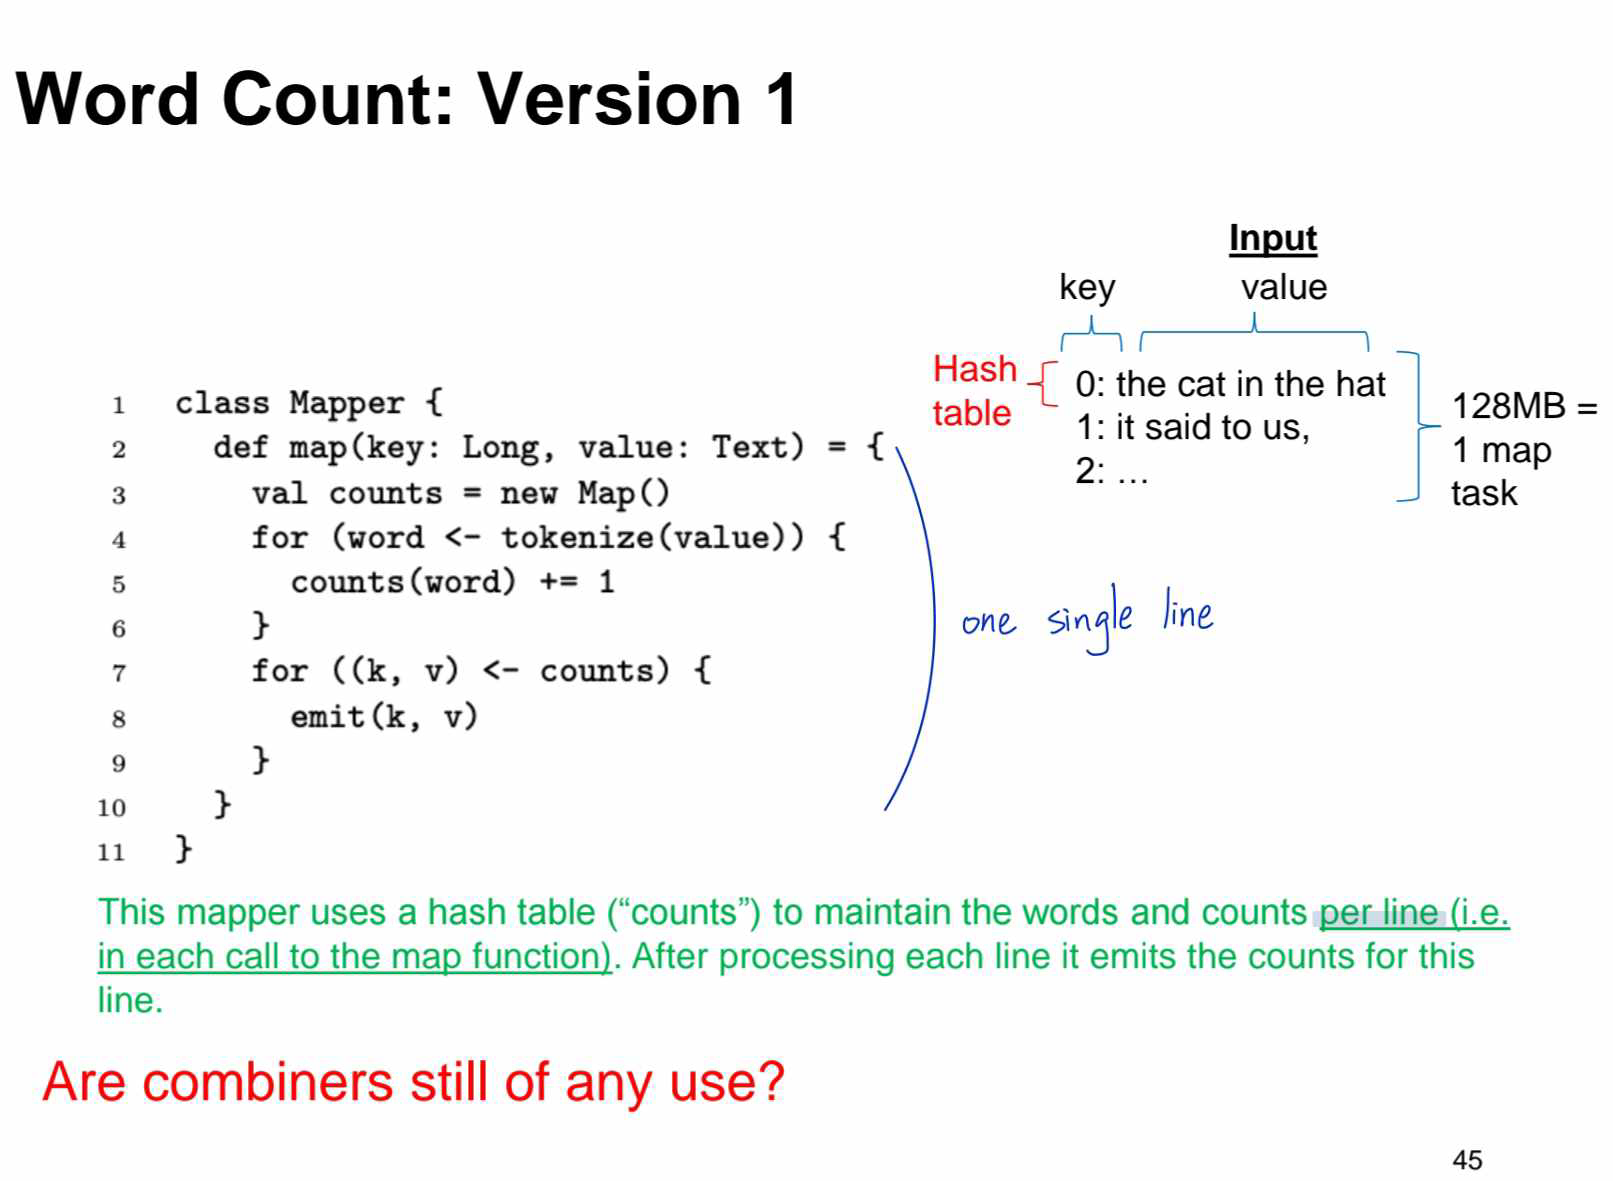 Word Count: Version 1
Input
key value
Hash
table
0: the cat in the hat
1: it said to us,
2: …
128MB =
1 map
task
1 class Mapper {
2 def map(key: Long, value: Text) = {
3 val counts = new Map()
4 for (word <- tokenize(value)) {
5 counts(word) += 1
6 }
7 for ((k, v) <- counts) {
8 emit(k, v)
9 }
10 }
11 }
one single line
This mapper uses a hash table (“counts”) to maintain the words and counts per line (i.e.
in each call to the map function). After processing each line it emits the counts for this
line.
Are combiners still of any use?
45